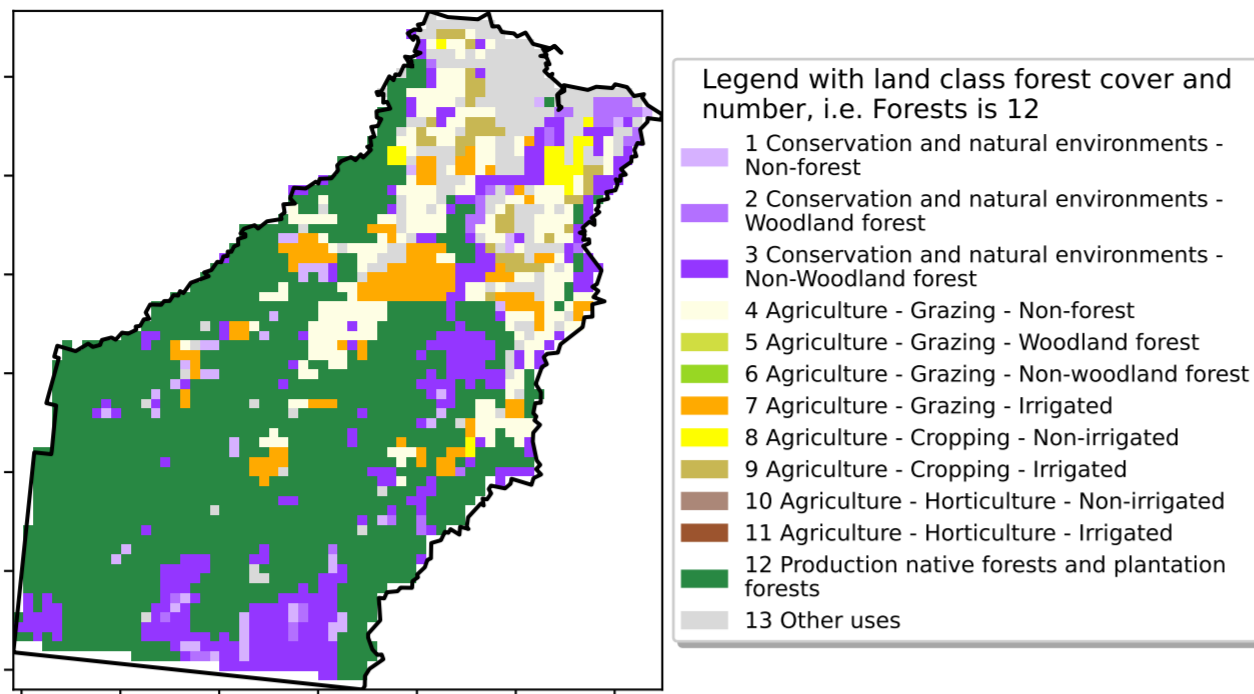 Legend with land class forest cover and
number, i.e. Forests is 12
1 Conservation and natural environments -
Non-forest
2 Conservation and natural environments -
Woodland forest
3 Conservation and natural environments -
Non-Woodland forest
4 Agriculture - Grazing - Non-forest
5 Agriculture - Grazing - Woodland forest
6 Agriculture - Grazing - Non-woodland forest
7 Agriculture - Grazing - Irrigated
8 Agriculture - Cropping - Non-irrigated
9 Agriculture - Cropping - Irrigated
10 Agriculture - Horticulture - Non-irrigated
11 Agriculture - Horticulture - Irrigated
12 Production native forests and plantation
forests
13 Other uses